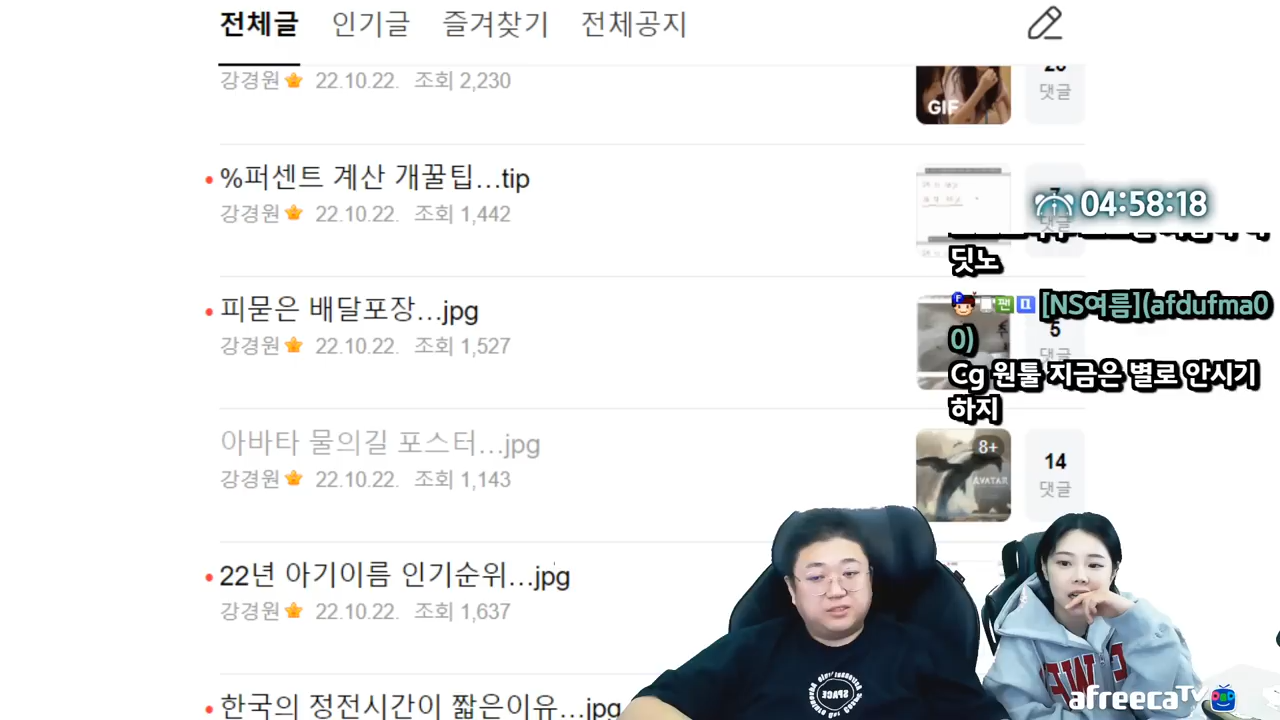 전체글 인기글 즐겨찾기 전체공지
강경원 22.10.22. 조회 2,230
GIF
댓글
%퍼센트 계산 개꿀팁...tip
강경원 22.10.22. 조회 1,442
7
댓글
04:58:18
딧노
피묻은 배달포장...jpg
강경원 22.10.22. 조회 1,527
5
댓글
[NS여름](afdufma0
0)
Cg 원툴 지금은 별로 안시기
하지
아바타 물의길 포스터...jpg
강경원 22.10.22. 조회 1,143
8+
AVATAR
14
댓글
22년 아기이름 인기순위...jpg
강경원 22.10.22. 조회 1,637
한국의 정전시간이 짧은이유...jpg
SPACE
afreecaTV